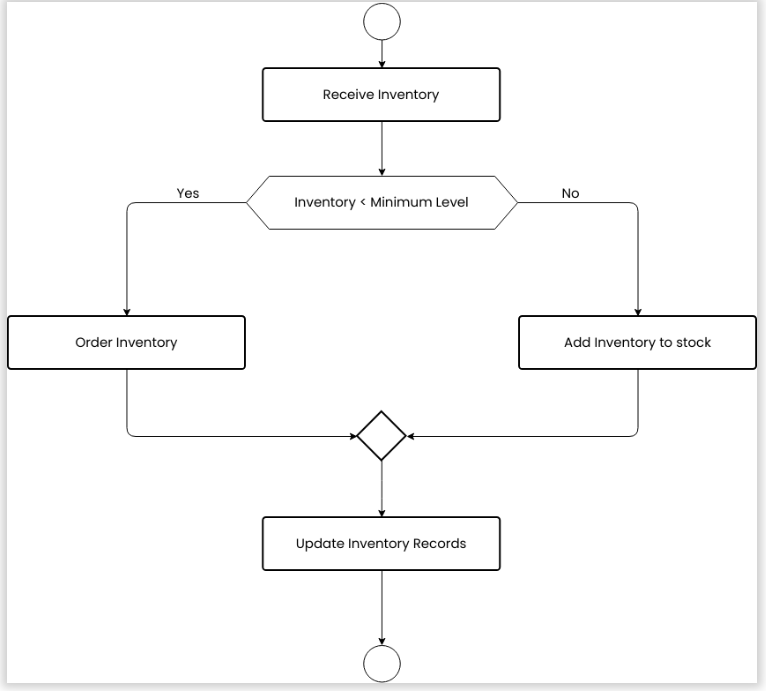 Receive Inventory
Yes
Inventory < Minimum Level
No
Order Inventory
Add Inventory to stock
Update Inventory Records